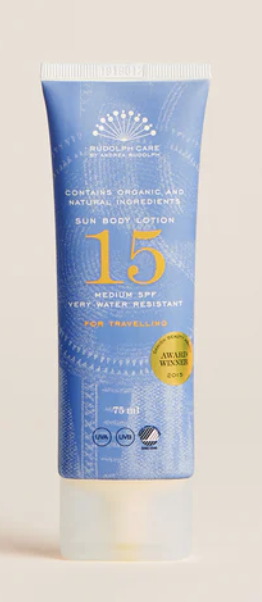 RUDOLPH CARE
BY ANDREA RUDOLPH
CONTAINS ORGANIC AND
NATURAL INGREDIENTS
SUN BODY LOTION
15
MEDIUM SPF
VERY WATER RESISTANT
FOR TRAVELLING
AWARD
WINNER
2015
75 ml
UVA UVB